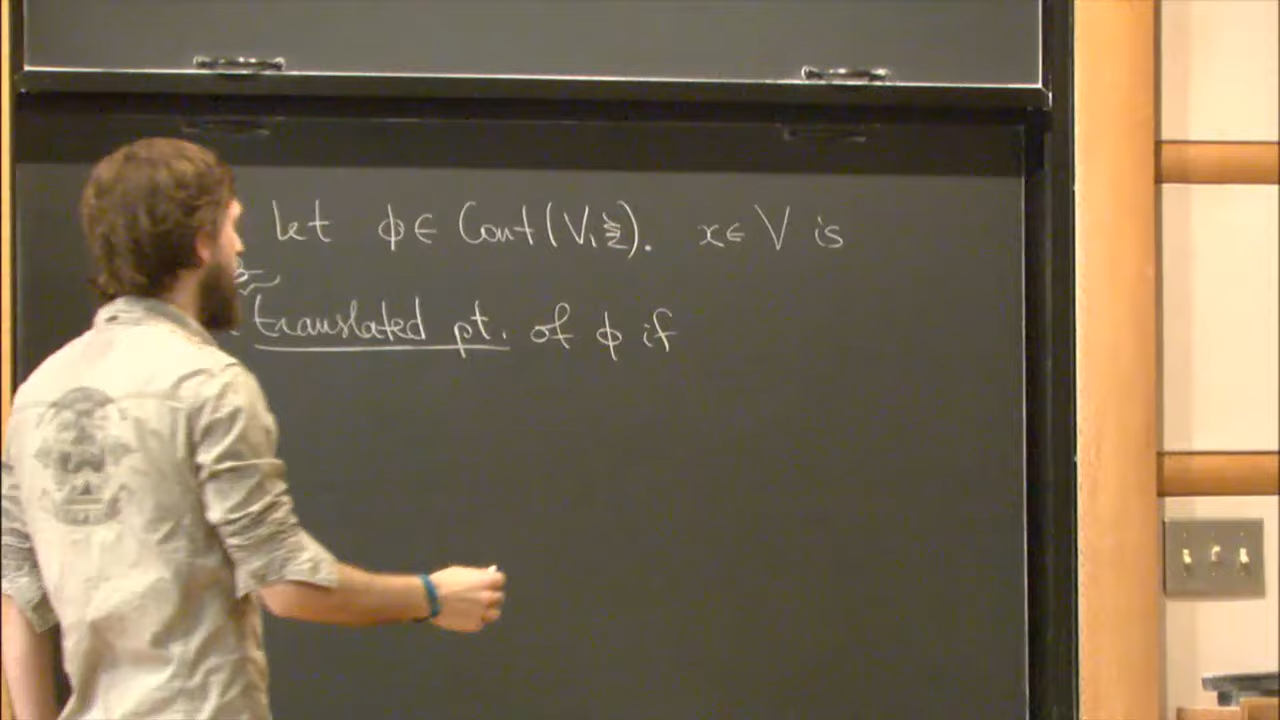 let ϕ ∈ Cont(V, ξ). x ∈ V is
translated pt. of ϕ if